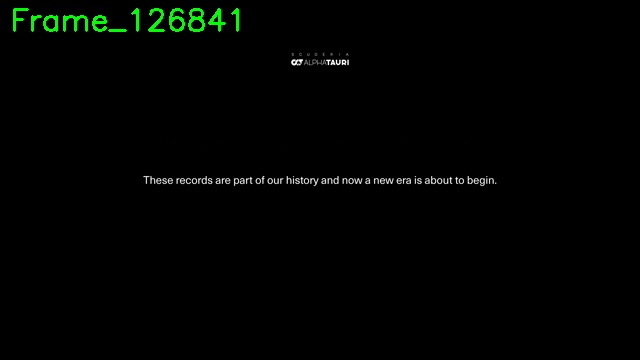 Frame_126841
SCUDERIA
ALPHATAURI
These records are part of our history and now a new era is about to begin.